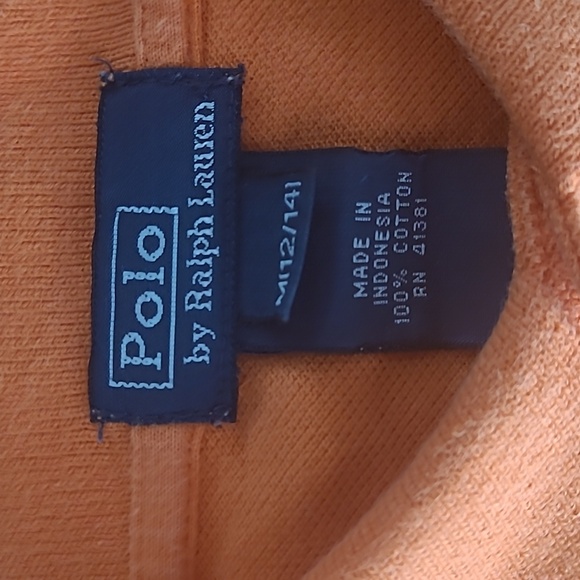 Polo
by Ralph Lauren
M(12/14)
MADE IN
INDONESIA
100% COTTON
RN 41381